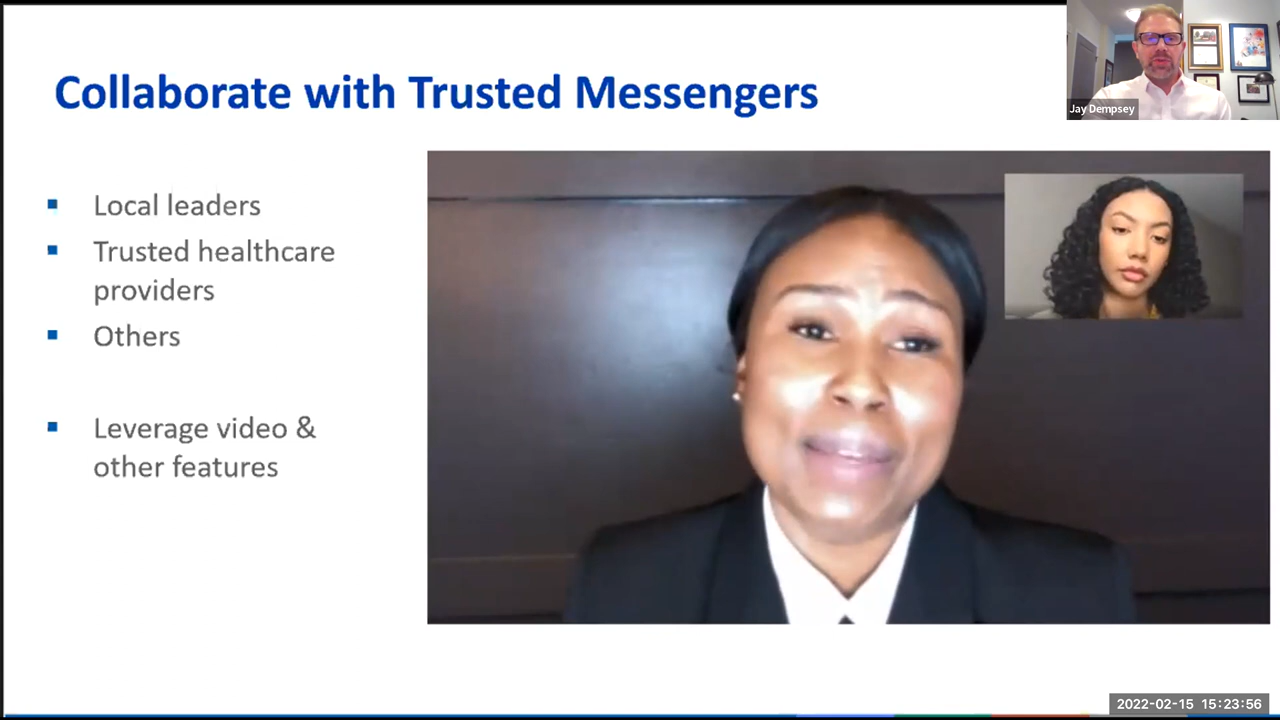 Collaborate with Trusted Messengers
Jay Dempsey
▪ Local leaders
▪ Trusted healthcare
providers
▪ Others
▪ Leverage video &
other features
2022-02-15 15:23:56